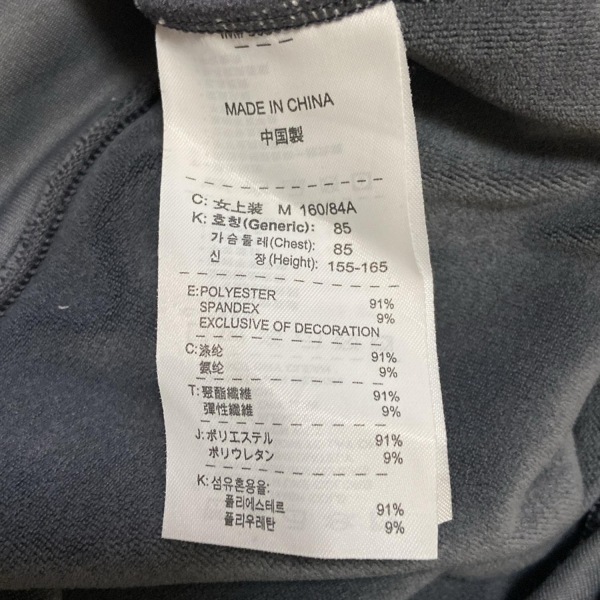 MADE IN CHINA
中国製
C: 女上装 M 160/84A
K: 호칭(Generic): 85
가슴둘레(Chest): 85
신 장(Height): 155-165
E: POLYESTER 91%
SPANDEX 9%
EXCLUSIVE OF DECORATION
C: 涤纶 91%
氨纶 9%
T: 聚酯纖維 91%
彈性纖維 9%
J: ポリエステル 91%
ポリウレタン 9%
K: 섬유혼용율:
폴리에스테르 91%
폴리우레탄 9%